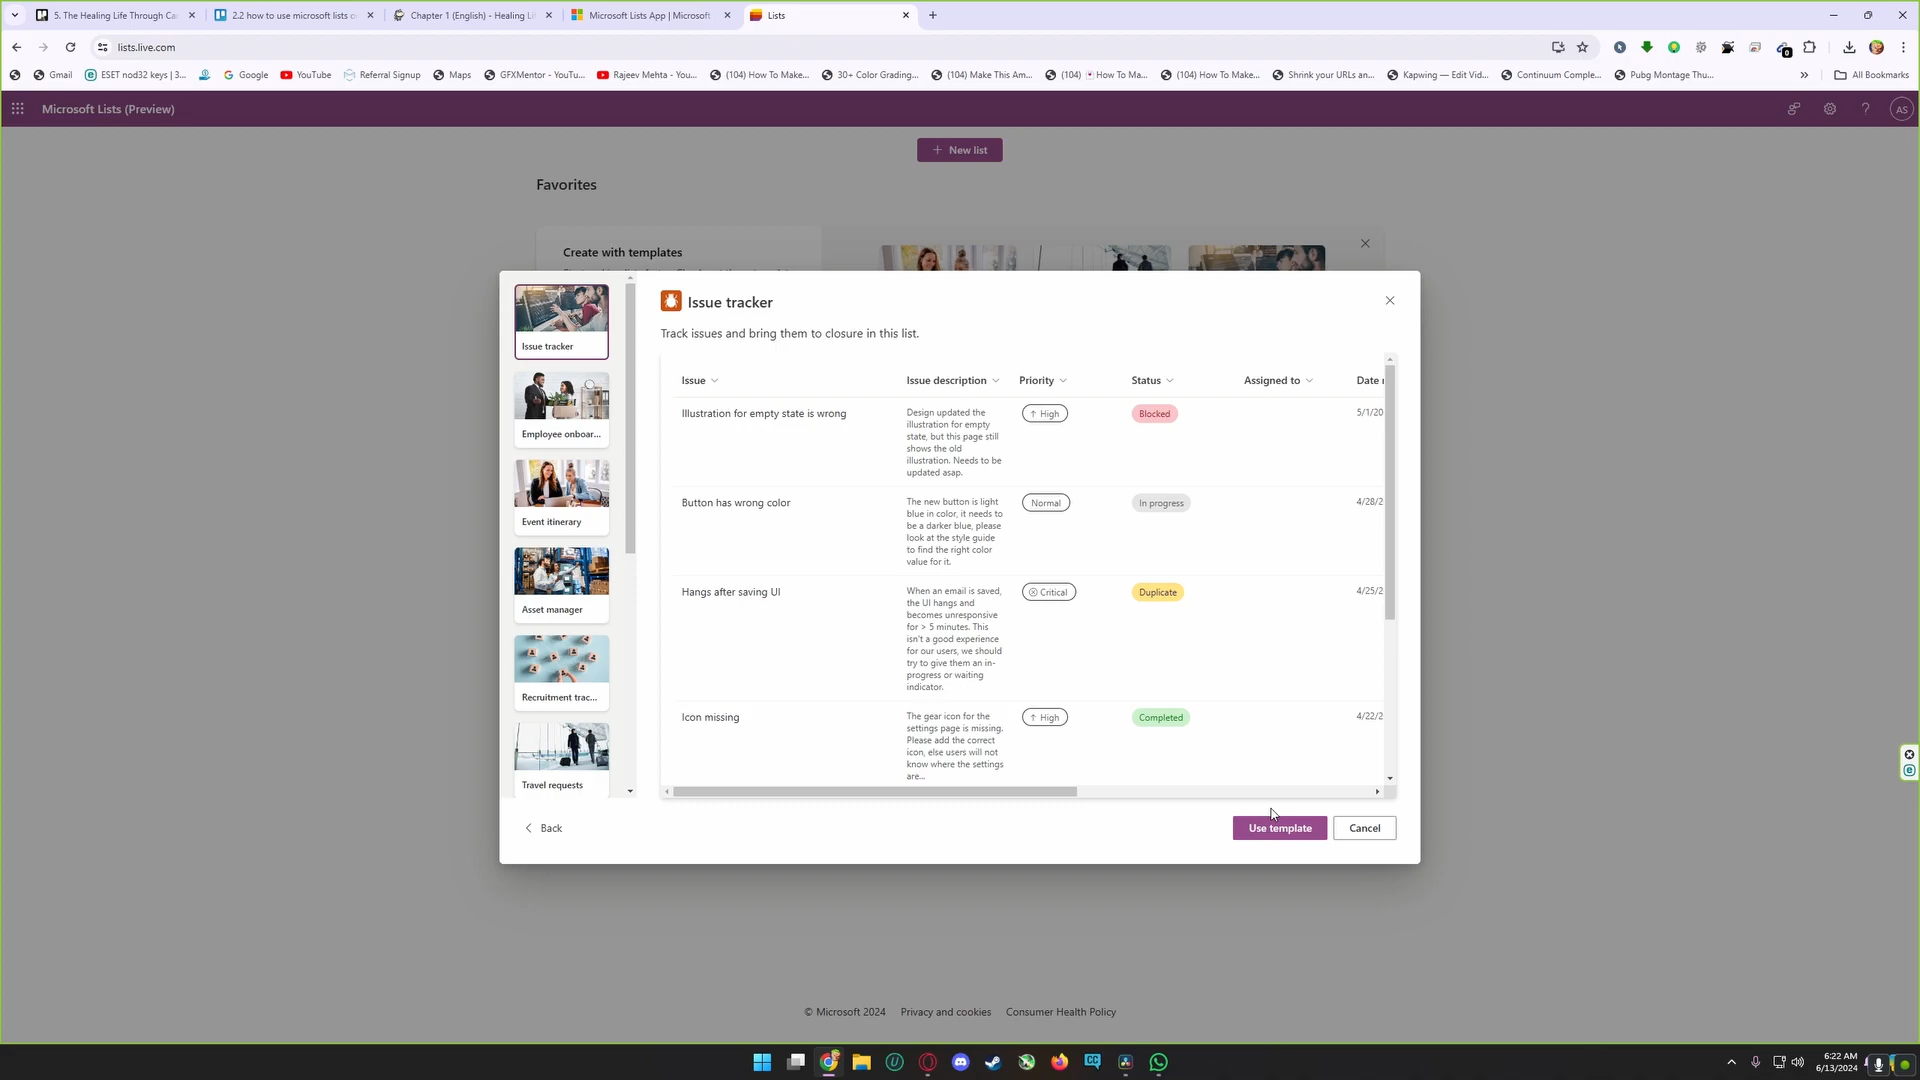 5. The Healing Life Through Ca
2.2 how to use microsoft lists o
Chapter 1 (English) - Healing Li
Microsoft Lists App | Microsoft
Lists
lists.live.com
Gmail
ESET nod32 keys | 3...
Google
YouTube
Referral Signup
Maps
GFXMentor - YouTu...
Rajeev Mehta - You...
(104) How To Make...
30+ Color Grading...
(104) Make This Am...
(104) How To Ma...
(104) How To Make...
Shrink your URLs an...
Kapwing — Edit Vid...
Continuum Comple...
Pubg Montage Thu...
All Bookmarks
Microsoft Lists (Preview)
AS
New list
Favorites
Create with templates
Issue tracker
Employee onboar...
Event itinerary
Asset manager
Recruitment trac...
Travel requests
Issue tracker
Track issues and bring them to closure in this list.
Issue
Issue description
Priority
Status
Assigned to
Date r
Illustration for empty state is wrong
Design updated the
illustration for empty
state, but this page still
shows the old
illustration. Needs to be
updated asap.
High
Blocked
5/1/20
Button has wrong color
The new button is light
blue in color, it needs to
be a darker blue, please
look at the style guide
to find the right color
value for it.
Normal
In progress
4/28/2
Hangs after saving UI
When an email is saved,
the UI hangs and
becomes unresponsive
for > 5 minutes. This
isn't a good experience
for our users, we should
try to give them an in-
progress or waiting
indicator.
Critical
Duplicate
4/25/2
Icon missing
The gear icon for the
settings page is missing.
Please add the correct
icon, else users will not
know where the settings
are...
High
Completed
4/22/2
Back
Use template
Cancel
© Microsoft 2024
Privacy and cookies
Consumer Health Policy
6:22 AM
6/13/2024